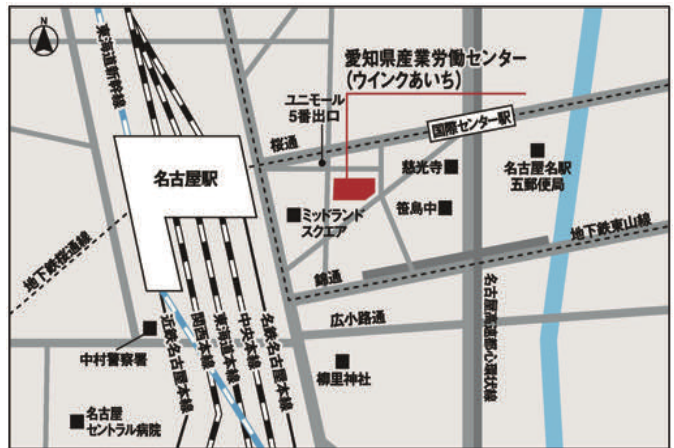 N
東海道新幹線
愛知県産業労働センター
(ウインクあいち)
ユニモール
5番出口
桜通
国際センター駅
名古屋駅
慈光寺
名古屋名駅
五郵便局
笹島中
ミッドランド
スクエア
地下鉄東山線
地下鉄桜通線
錦通
広小路通
名古屋高速都心環状線
中村警察署
近鉄名古屋本線
関西本線
東海道本線
中央本線
名鉄名古屋本線
柳里神社
名古屋
セントラル病院